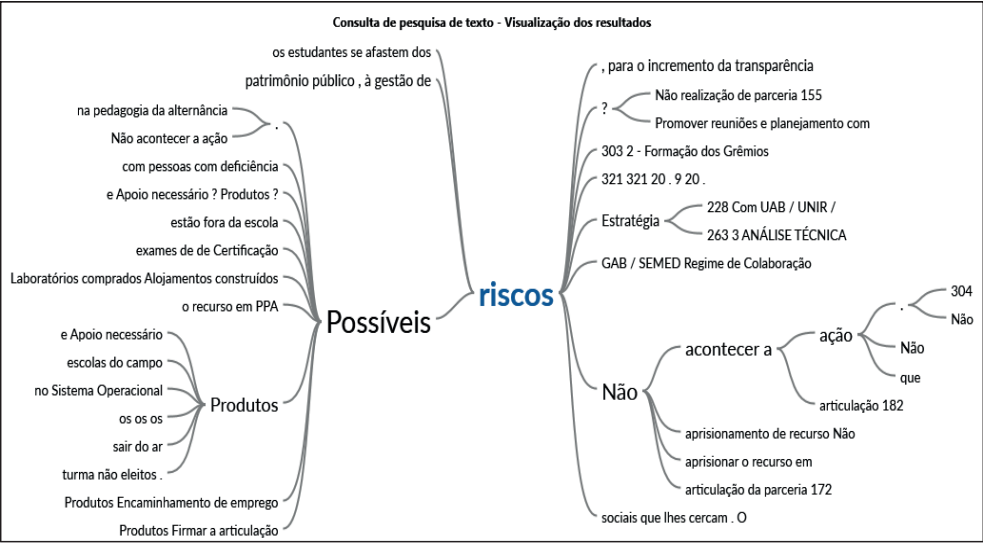 Consulta de pesquisa de texto - Visualização dos resultados
os estudantes se afastem dos
patrimônio público , à gestão de
na pedagogia da alternância
Não acontecer a ação
.
com pessoas com deficiência
e Apoio necessário ? Produtos ?
estão fora da escola
exames de de Certificação
Laboratórios comprados Alojamentos construídos
o recurso em PPA
Possíveis
e Apoio necessário
escolas do campo
no Sistema Operacional
os os os
sair do ar
turma não eleitos .
Produtos
Produtos Encaminhamento de emprego
Produtos Firmar a articulação
riscos
, para o incremento da transparência
?
Não realização de parceria 155
Promover reuniões e planejamento com
303 2 - Formação dos Grêmios
321 321 20 . 9 20 .
Estratégia
228 Com UAB / UNIR /
263 3 ANÁLISE TÉCNICA
GAB / SEMED Regime de Colaboração
Não
acontecer a
ação
.
304
Não
Não
que
articulação 182
aprisionamento de recurso Não
aprisionar o recurso em
articulação da parceria 172
sociais que lhes cercam . O